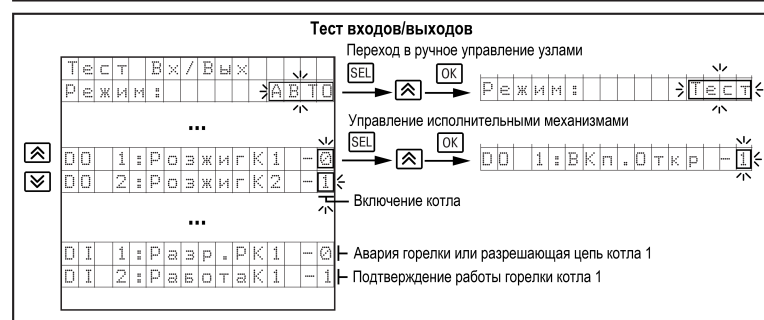 Тест входов/выходов
Переход в ручное управление узлами
Тест Вх/Вых
SEL OK
Режим: АВТО Режим: Тест
...
Управление исполнительными механизмами
SEL OK
DO 1:РозжигК1 -0 DO 1:ВКп.Откр -1
DO 2:РозжигК2 -1
Включение котла
...
DI 1:Разр.РК1 -0 Авария горелки или разрешающая цепь котла 1
DI 2:РаботаК1 -1 Подтверждение работы горелки котла 1